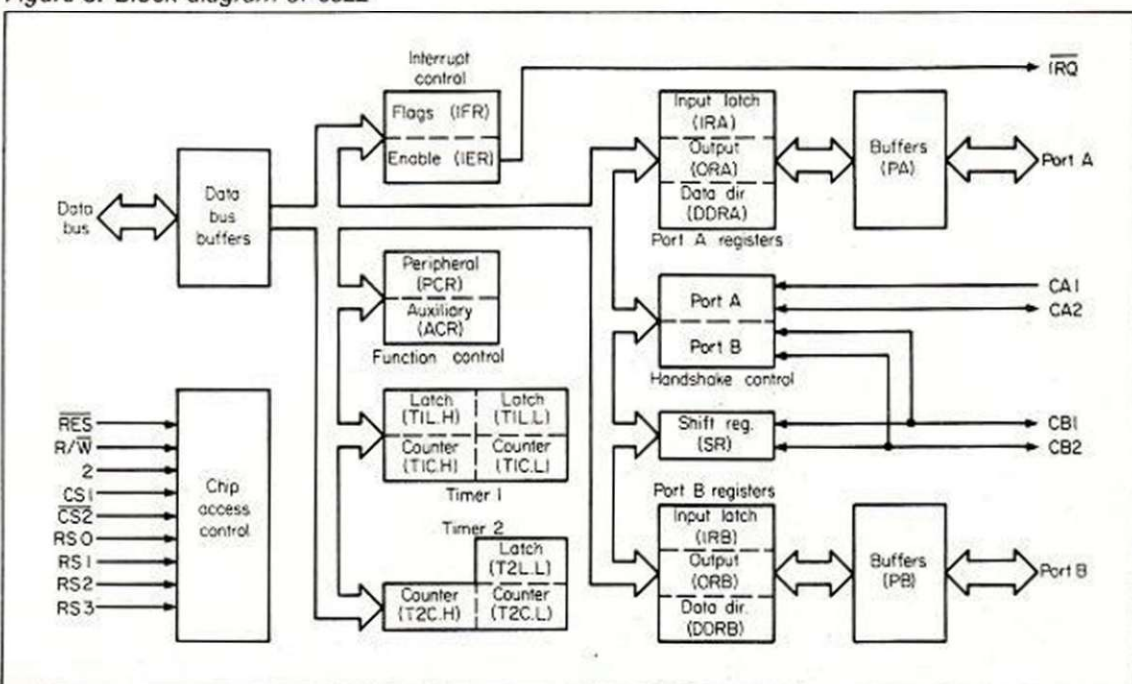 Interrupt
control
Flags (IFR)
Enable (IER)
IRQ
Input latch
(IRA)
Output
(ORA)
Data dir.
(DDRA)
Port A registers
Buffers
(PA)
Port A
Data
bus
Data
bus
buffers
Peripheral
(PCR)
Auxiliary
(ACR)
Function control
Port A
Port B
Handshake control
CA1
CA2
Latch
(T1L.H)
Latch
(T1L.L)
Counter
(T1C.H)
Counter
(T1C.L)
Timer 1
Shift reg.
(SR)
CB1
CB2
RES
R/W
2
CS1
CS2
RS0
RS1
RS2
RS3
Chip
access
control
Timer 2
Latch
(T2L.L)
Counter
(T2C.H)
Counter
(T2C.L)
Port B registers
Input latch
(IRB)
Output
(ORB)
Data dir.
(DDRB)
Buffers
(PB)
Port B